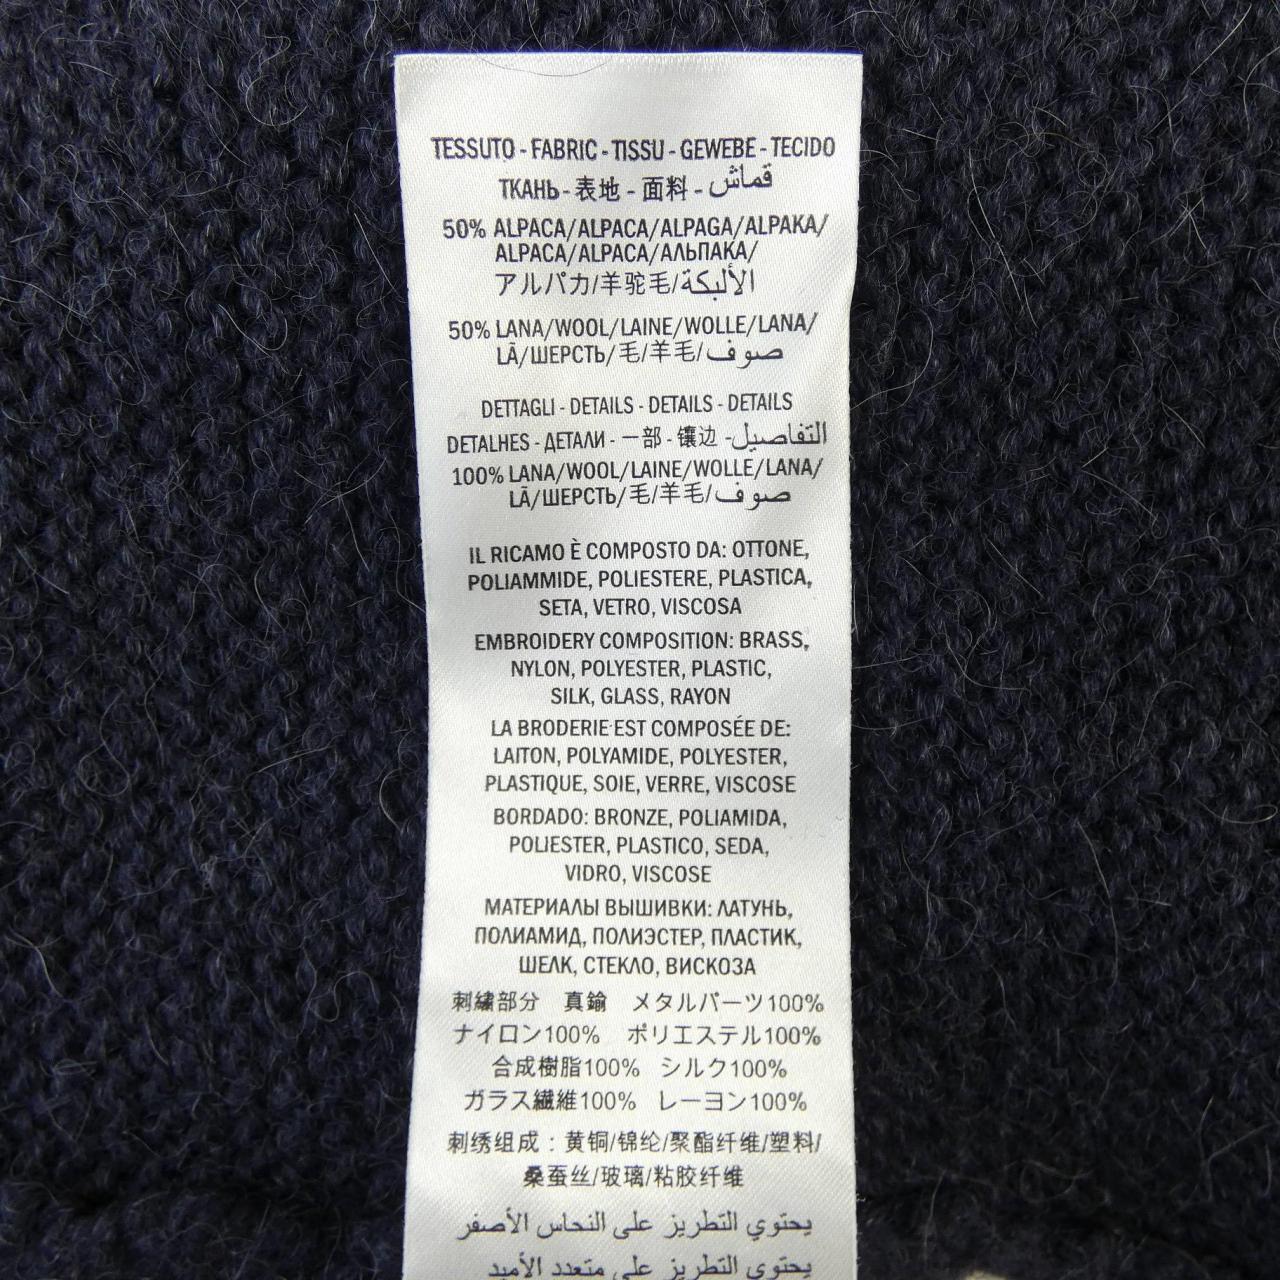 TESSUTO - FABRIC - TISSU - GEWEBE - TECIDO
ТКАНЬ - 表地 - 面料 - قماش
50% ALPACA/ALPACA/ALPAGA/ALPAKA/
ALPACA/ALPACA/АЛЬПАКА/
アルパカ/羊驼毛/الألبكة
50% LANA/WOOL/LAINE/WOLLE/LANA/
LÃ/ШЕРСТЬ/毛/羊毛/صوف
DETTAGLI - DETAILS - DETAILS - DETAILS
DETALHES - ДЕТАЛИ - 一部 - 镶边 - التفاصيل
100% LANA/WOOL/LAINE/WOLLE/LANA/
LÃ/ШЕРСТЬ/毛/羊毛/صوف
IL RICAMO È COMPOSTO DA: OTTONE,
POLIAMMIDE, POLIESTERE, PLASTICA,
SETA, VETRO, VISCOSA
EMBROIDERY COMPOSITION: BRASS,
NYLON, POLYESTER, PLASTIC,
SILK, GLASS, RAYON
LA BRODERIE EST COMPOSÉE DE:
LAITON, POLYAMIDE, POLYESTER,
PLASTIQUE, SOIE, VERRE, VISCOSE
BORDADO: BRONZE, POLIAMIDA,
POLIESTER, PLASTICO, SEDA,
VIDRO, VISCOSE
МАТЕРИАЛЫ ВЫШИВКИ: ЛАТУНЬ,
ПОЛИАМИД, ПОЛИЭСТЕР, ПЛАСТИК,
ШЕЛК, СТЕКЛО, ВИСКОЗА
刺繍部分 真鍮 メタルパーツ100%
ナイロン100% ポリエステル100%
合成樹脂100% シルク100%
ガラス繊維100% レーヨン100%
刺绣组成：黄铜/锦纶/聚酯纤维/塑料/
桑蚕丝/玻璃/粘胶纤维
يحتوي التطريز على النحاس الأصفر
يحتوي التطريز على متعدد الأميد